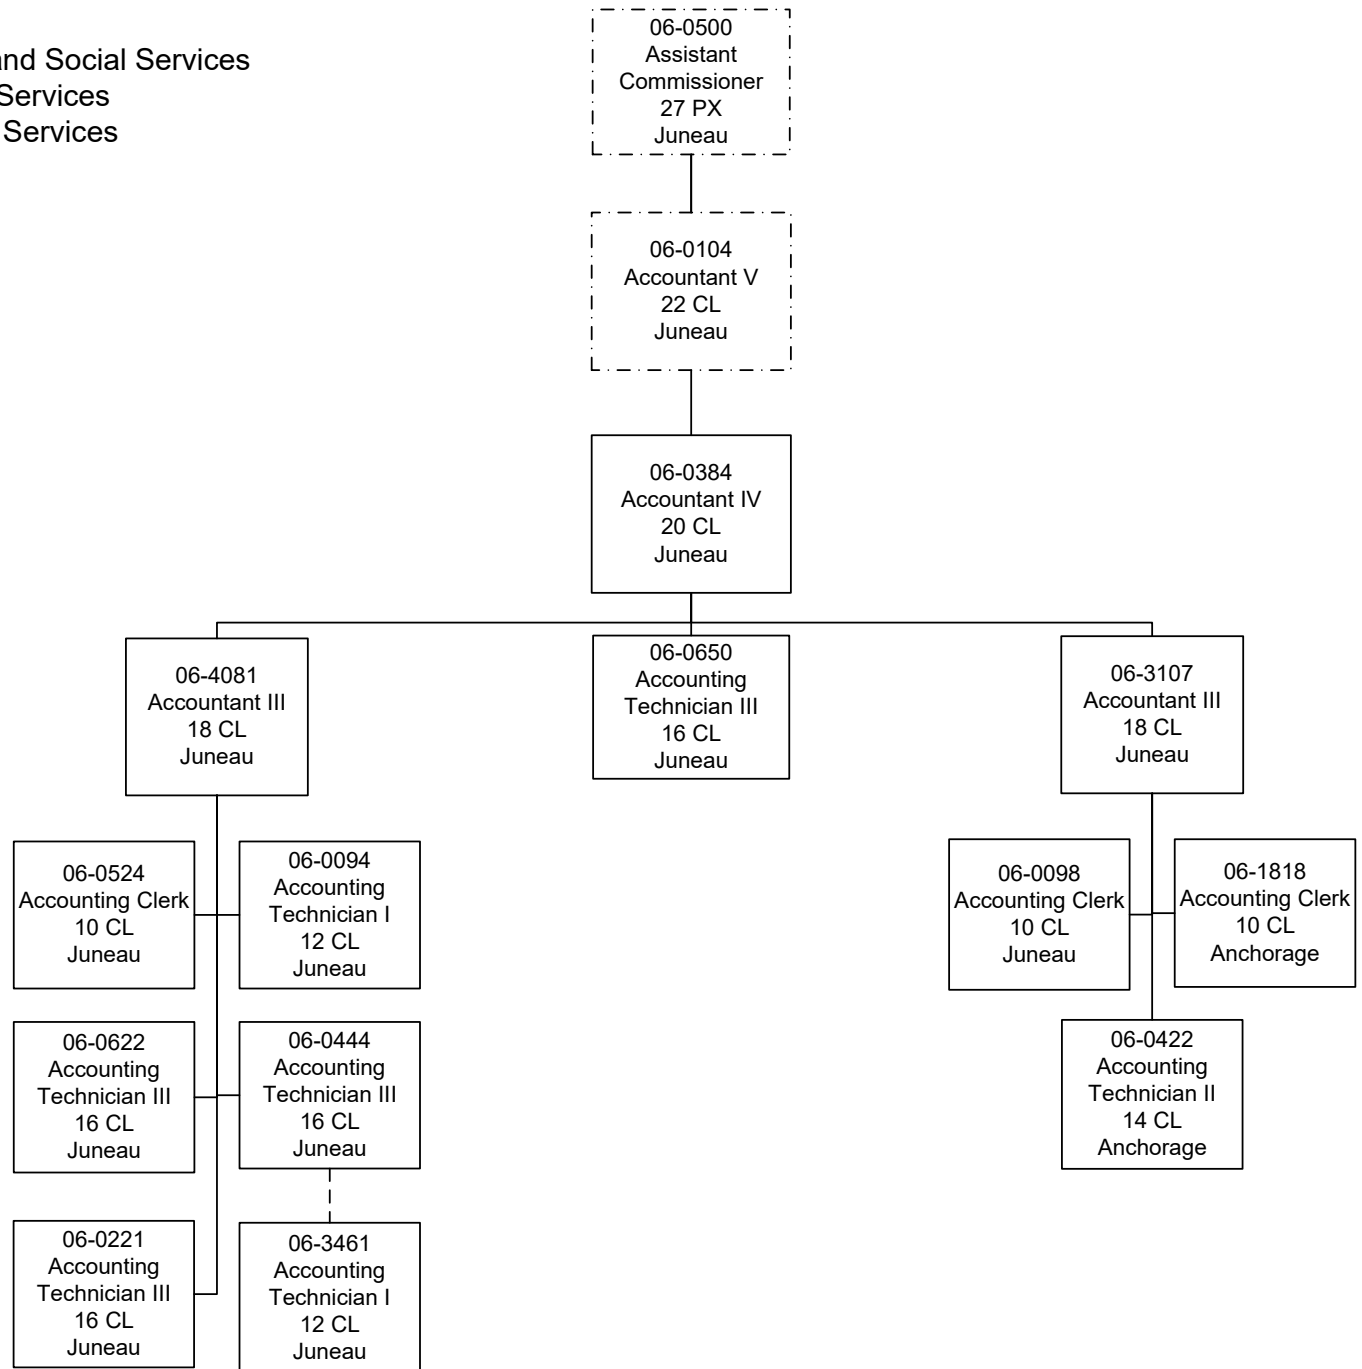 and Social Services
Services
Services
06-0500
Assistant
Commissioner
27 PX
Juneau
06-0104
Accountant V
22 CL
Juneau
06-0384
Accountant IV
20 CL
Juneau
06-4081
Accountant III
18 CL
Juneau
06-0650
Accounting
Technician III
16 CL
Juneau
06-3107
Accountant III
18 CL
Juneau
06-0524
Accounting Clerk
10 CL
Juneau
06-0094
Accounting
Technician I
12 CL
Juneau
06-0098
Accounting Clerk
10 CL
Juneau
06-1818
Accounting Clerk
10 CL
Anchorage
06-0622
Accounting
Technician III
16 CL
Juneau
06-0444
Accounting
Technician III
16 CL
Juneau
06-0422
Accounting
Technician II
14 CL
Anchorage
06-0221
Accounting
Technician III
16 CL
Juneau
06-3461
Accounting
Technician I
12 CL
Juneau